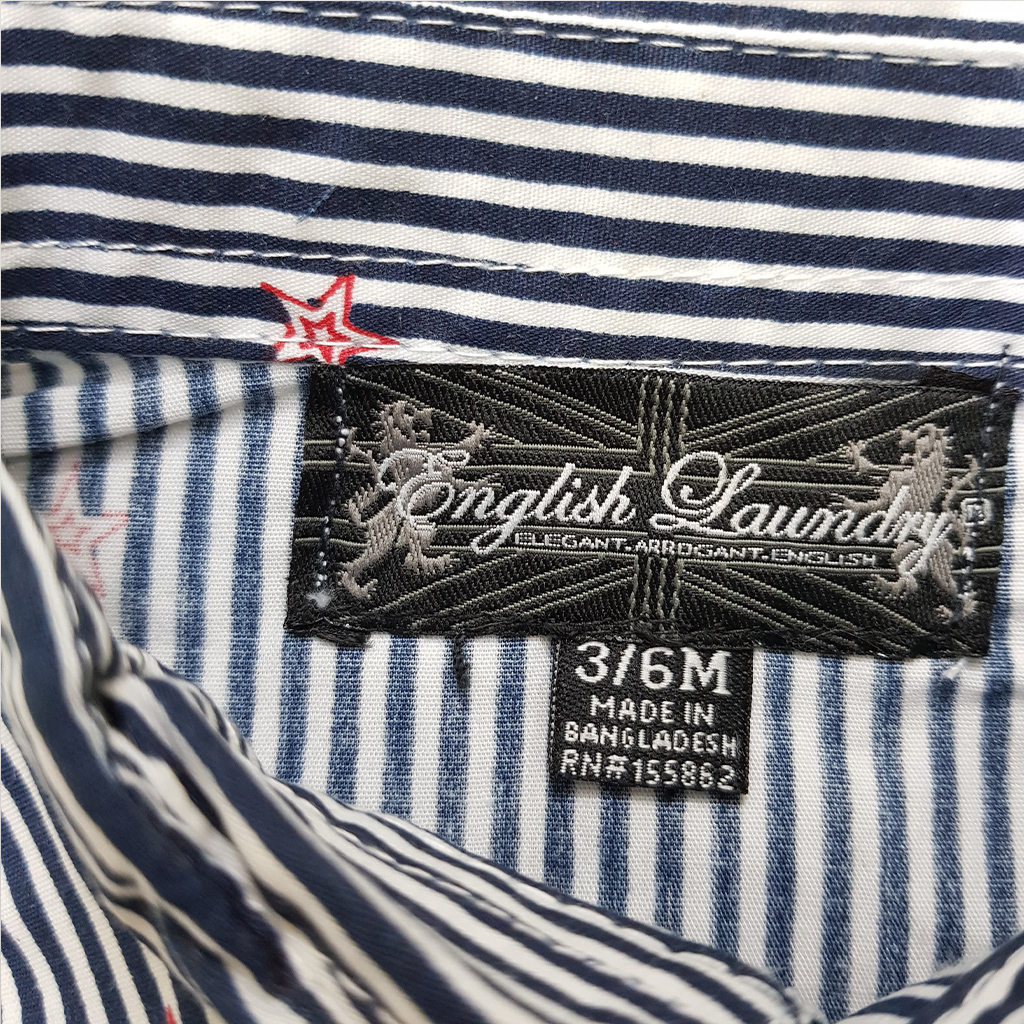 English Laundry
ELEGANT.ARROGANT.ENGLISH
3/6M
MADE IN
BANGLADESH
RN#155862